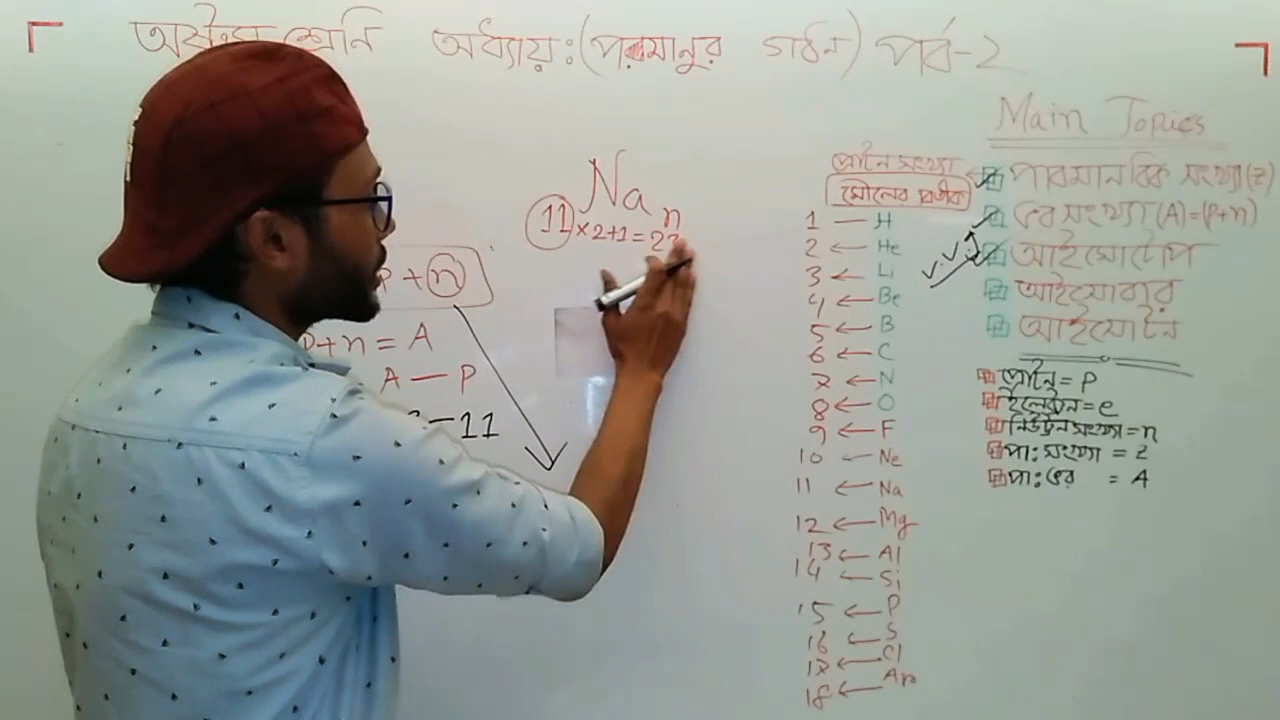 অষ্টম শ্রেনি অধ্যায়ঃ (পরমানুর গঠন) পর্ব-২
Na
11 × 2+1 = 23
n
P + n
P+n = A
A — P
-11
প্রোটন সংখ্যা
মৌলের প্রতীক
1 — H
2 ← He
3 ← Li
4 ← Be
5 ← B
6 ← C
7 ← N
8 ← O
9 ← F
10 ← Ne
11 ← Na
12 ← Mg
13 ← Al
14 ← Si
15 ← P
16 ← S
17 ← Cl
18 ← Ar
Main Topics
পারমানবিক সংখ্যা (z)
ভর সংখ্যা (A) = (P+n)
V.V.I আইসোটোপ
আইসোবার
আইসোটন
প্রোটন = P
ইলেকট্রন = e
নিউট্রন সংখ্যা = n
পা: সংখ্যা = z
পা: ভর = A